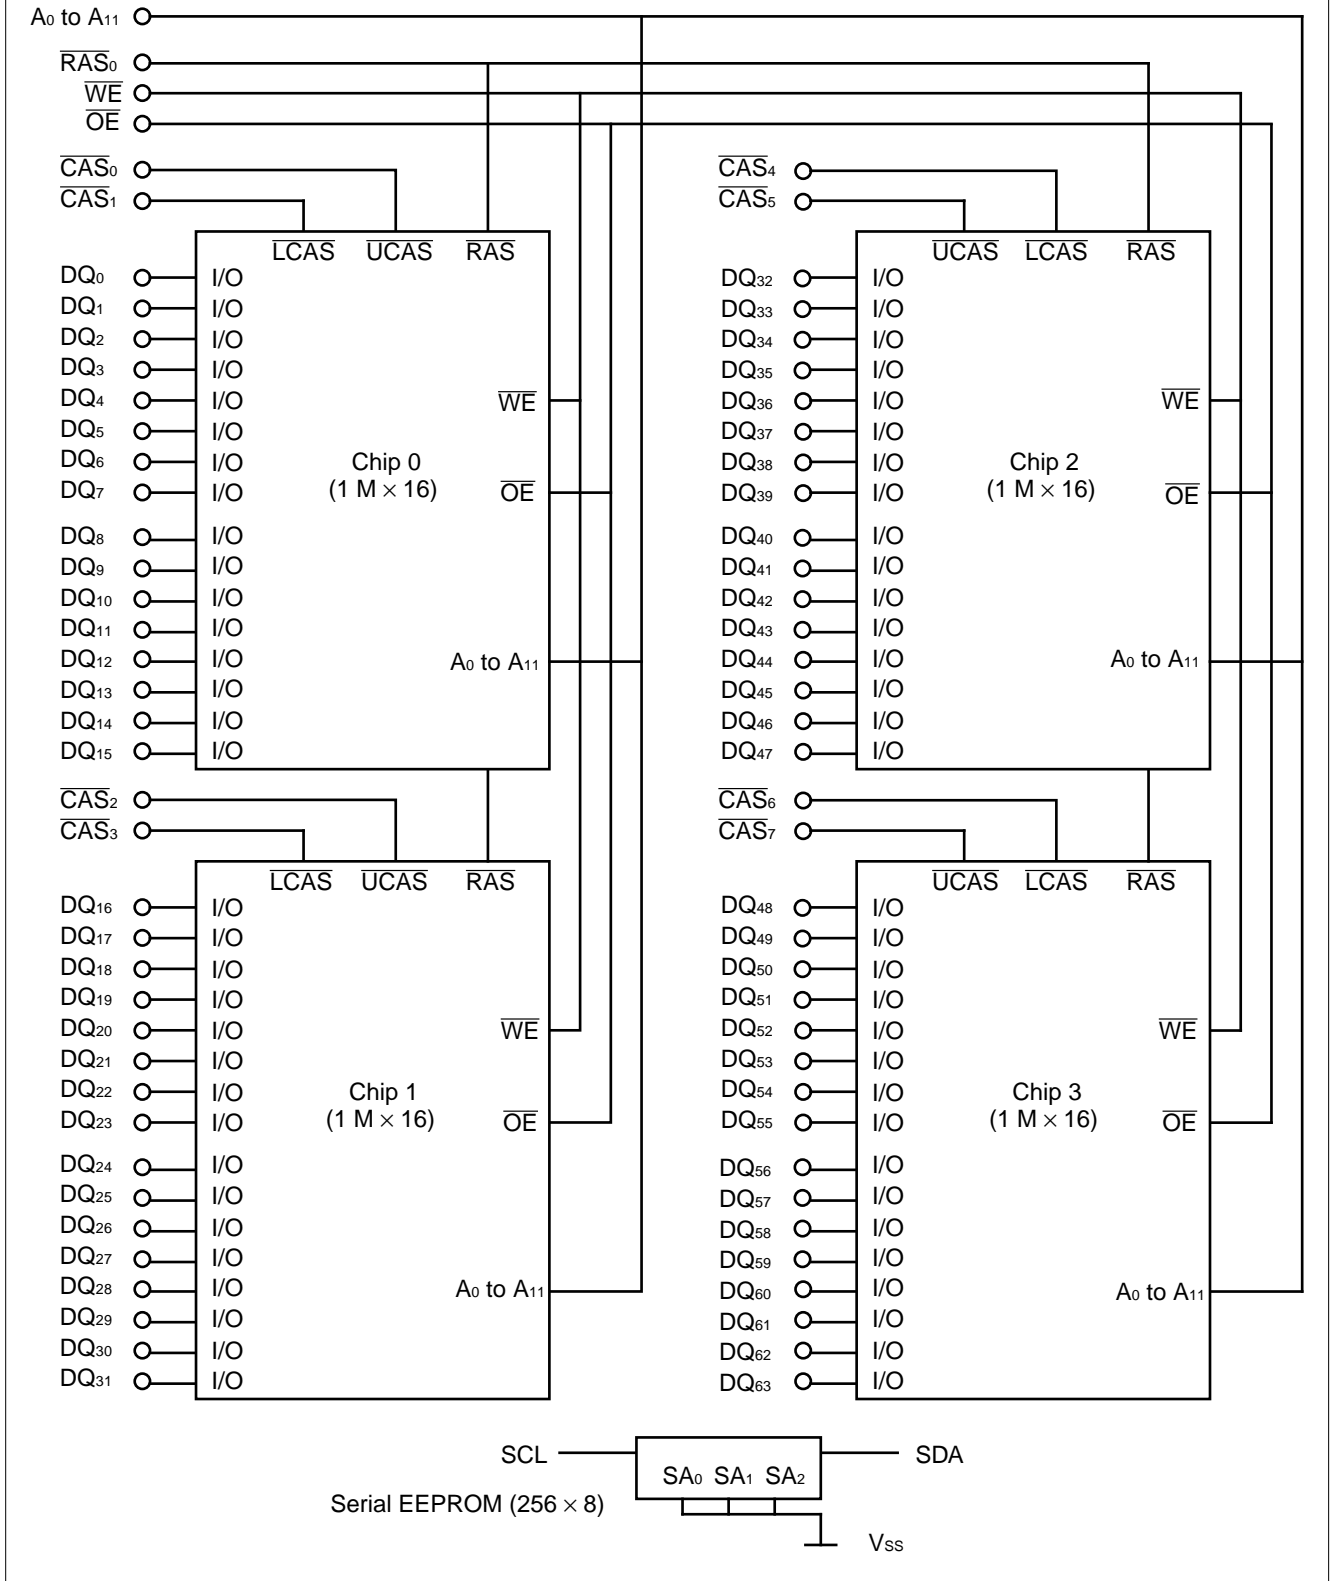 A0 to A11
RAS0
WE
OE
CAS0
CAS1
LCAS UCAS RAS
DQ0 I/O
DQ1 I/O
DQ2 I/O
DQ3 I/O
DQ4 I/O
DQ5 I/O
DQ6 I/O
DQ7 I/O
DQ8 I/O
DQ9 I/O
DQ10 I/O
DQ11 I/O
DQ12 I/O
DQ13 I/O
DQ14 I/O
DQ15 I/O
WE
Chip 0
(1 M × 16)
OE
A0 to A11
CAS4
CAS5
UCAS LCAS RAS
DQ32 I/O
DQ33 I/O
DQ34 I/O
DQ35 I/O
DQ36 I/O
DQ37 I/O
DQ38 I/O
DQ39 I/O
DQ40 I/O
DQ41 I/O
DQ42 I/O
DQ43 I/O
DQ44 I/O
DQ45 I/O
DQ46 I/O
DQ47 I/O
WE
Chip 2
(1 M × 16)
OE
A0 to A11
CAS2
CAS3
LCAS UCAS RAS
DQ16 I/O
DQ17 I/O
DQ18 I/O
DQ19 I/O
DQ20 I/O
DQ21 I/O
DQ22 I/O
DQ23 I/O
DQ24 I/O
DQ25 I/O
DQ26 I/O
DQ27 I/O
DQ28 I/O
DQ29 I/O
DQ30 I/O
DQ31 I/O
WE
Chip 1
(1 M × 16)
OE
A0 to A11
CAS6
CAS7
UCAS LCAS RAS
DQ48 I/O
DQ49 I/O
DQ50 I/O
DQ51 I/O
DQ52 I/O
DQ53 I/O
DQ54 I/O
DQ55 I/O
DQ56 I/O
DQ57 I/O
DQ58 I/O
DQ59 I/O
DQ60 I/O
DQ61 I/O
DQ62 I/O
DQ63 I/O
WE
Chip 3
(1 M × 16)
OE
A0 to A11
SCL SDA
SA0 SA1 SA2
Serial EEPROM (256 × 8)
VSS